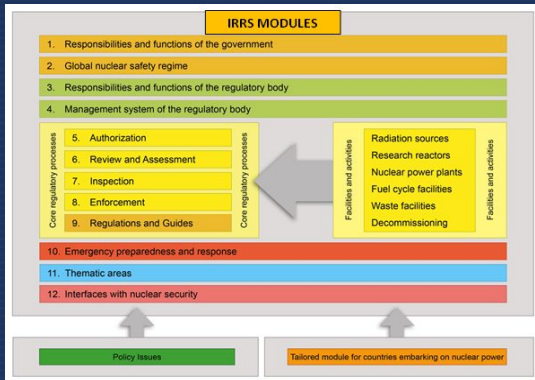 IRRS MODULES
1. Responsibilities and functions of the government
2. Global nuclear safety regime
3. Responsibilities and functions of the regulatory body
4. Management system of the regulatory body
Core regulatory processes
5. Authorization
6. Review and Assessment
7. Inspection
8. Enforcement
9. Regulations and Guides
Core regulatory processes
Facilities and activities
Radiation sources
Research reactors
Nuclear power plants
Fuel cycle facilities
Waste facilities
Decommissioning
Facilities and activities
10. Emergency preparedness and response
11. Thematic areas
12. Interfaces with nuclear security
Policy Issues
Tailored module for countries embarking on nuclear power